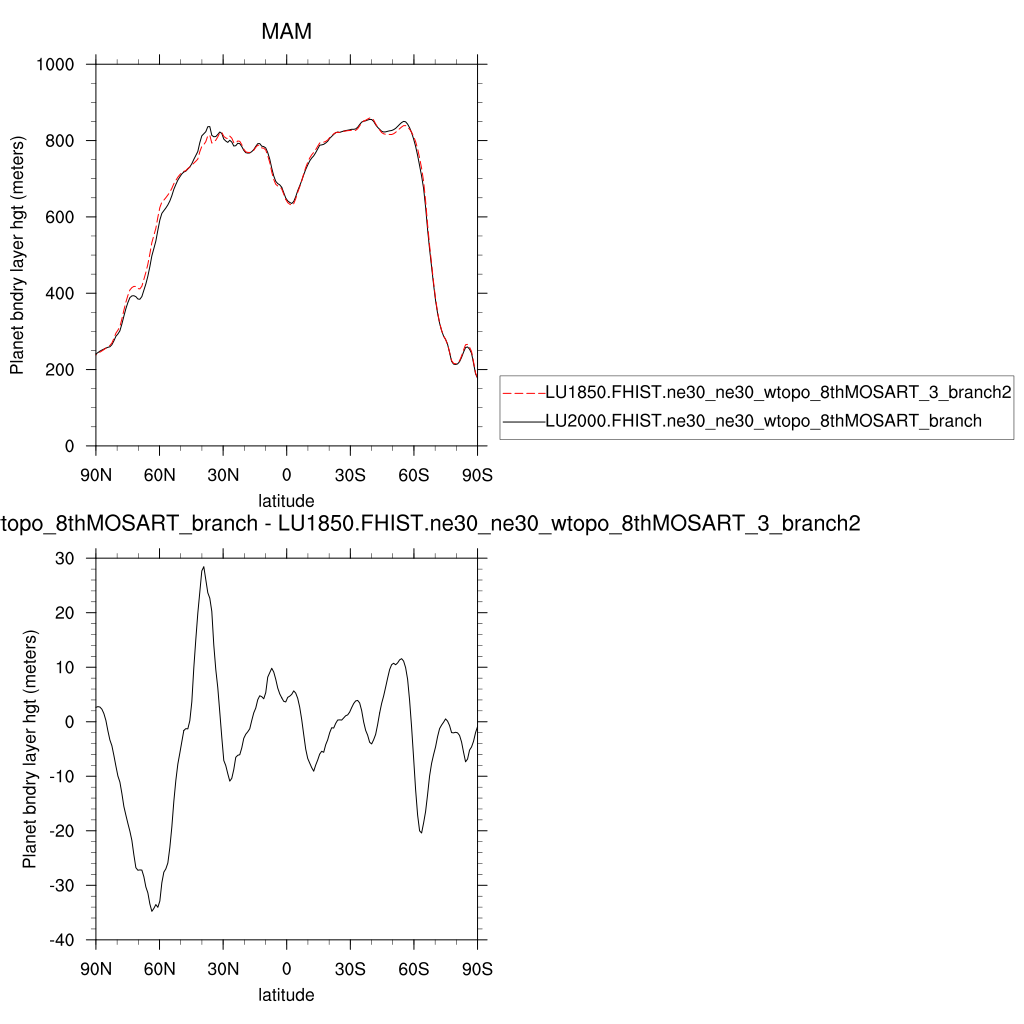 MAM
1000
800
600
400
200
0
Planet bndry layer hgt (meters)
90N 60N 30N 0 30S 60S 90S
latitude
LU1850.FHIST.ne30_ne30_wtopo_8thMOSART_3_branch2
LU2000.FHIST.ne30_ne30_wtopo_8thMOSART_branch
topo_8thMOSART_branch - LU1850.FHIST.ne30_ne30_wtopo_8thMOSART_3_branch2
30
20
10
0
-10
-20
-30
-40
Planet bndry layer hgt (meters)
90N 60N 30N 0 30S 60S 90S
latitude